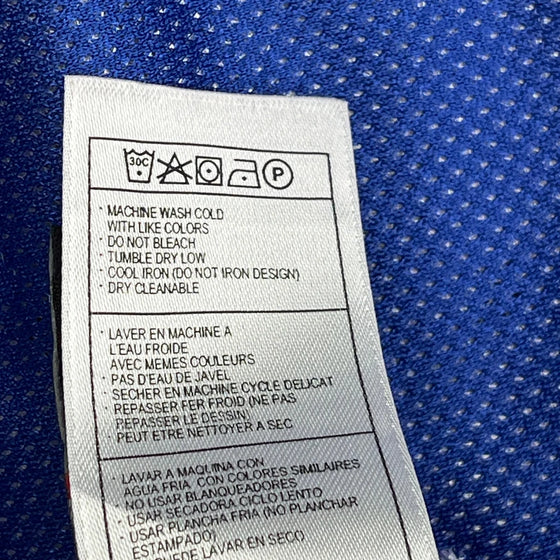 30C P
· MACHINE WASH COLD
WITH LIKE COLORS
· DO NOT BLEACH
· TUMBLE DRY LOW
· COOL IRON (DO NOT IRON DESIGN)
· DRY CLEANABLE
· LAVER EN MACHINE A
L'EAU FROIDE
AVEC MEMES COULEURS
· PAS D'EAU DE JAVEL
· SECHER EN MACHINE CYCLE DELICAT
· REPASSER FER FROID (NE PAS
REPASSER LE DESSIN)
· PEUT ETRE NETTOYER A SEC
· LAVAR A MAQUINA CON
AGUA FRIA CON COLORES SIMILAIRES
· NO USAR BLANQUEADORES
· USAR SECADORA CICLO LENTO
· USAR PLANCHA FRIA (NO PLANCHAR
ESTAMPADO)
LAVAR EN SECO)